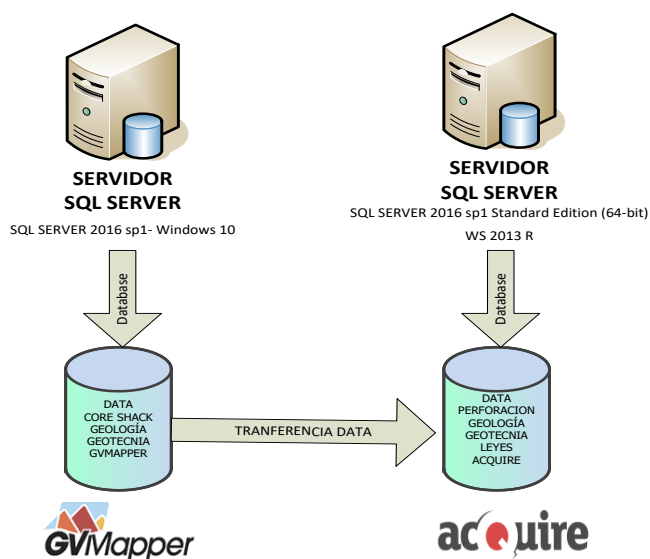 SERVIDOR
SQL SERVER
SQL SERVER 2016 sp1- Windows 10
Database
DATA
CORE SHACK
GEOLOGÍA
GEOTECNIA
GVMAPPER
GVMapper
TRANFERENCIA DATA
SERVIDOR
SQL SERVER
SQL SERVER 2016 sp1 Standard Edition (64-bit)
WS 2013 R
Database
DATA
PERFORACION
GEOLOGÍA
GEOTECNIA
LEYES
ACQUIRE
acQuire